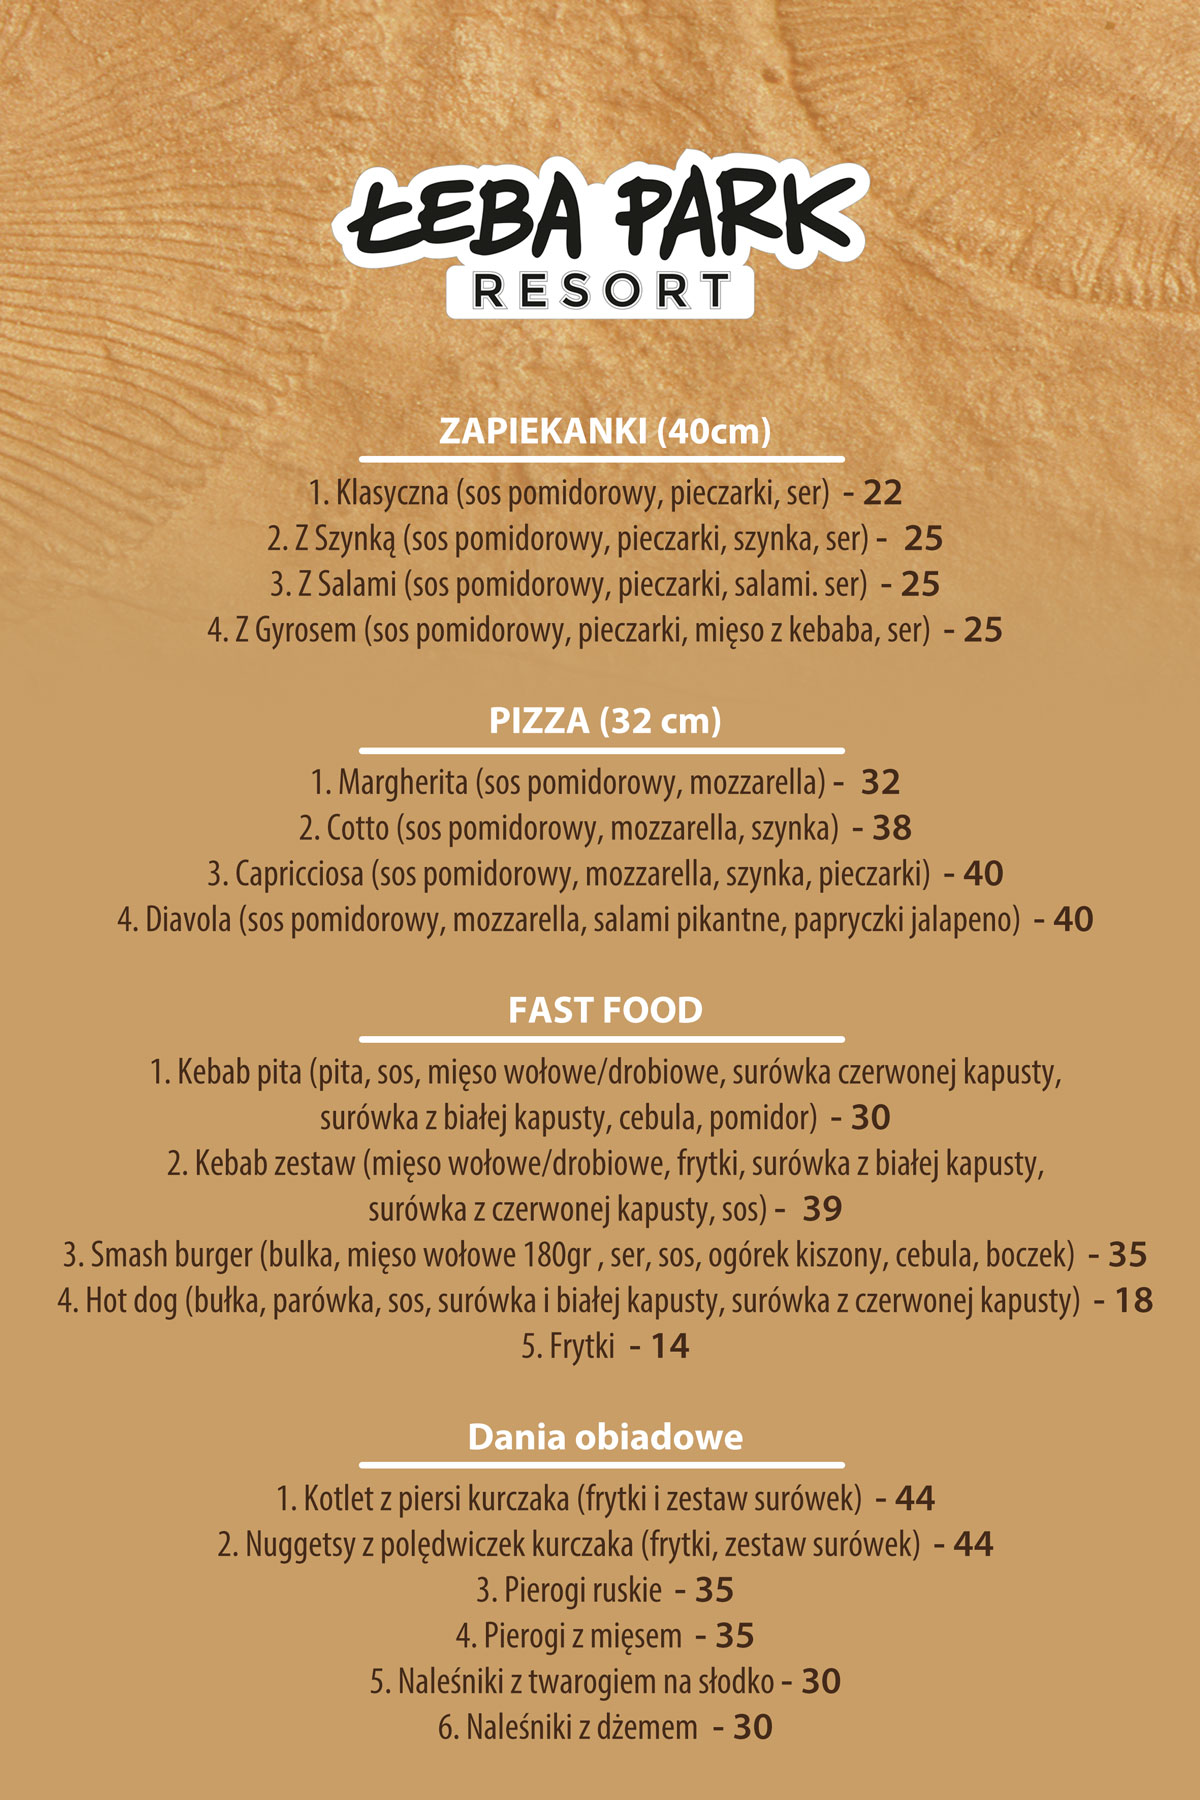 ŁEBA PARK
RESORT
ZAPIEKANKI (40cm)
1. Klasyczna (sos pomidorowy, pieczarki, ser) - 22
2. Z Szynką (sos pomidorowy, pieczarki, szynka, ser) - 25
3. Z Salami (sos pomidorowy, pieczarki, salami. ser) - 25
4. Z Gyrosem (sos pomidorowy, pieczarki, mięso z kebaba, ser) - 25
PIZZA (32 cm)
1. Margherita (sos pomidorowy, mozzarella) - 32
2. Cotto (sos pomidorowy, mozzarella, szynka) - 38
3. Capricciosa (sos pomidorowy, mozzarella, szynka, pieczarki) - 40
4. Diavola (sos pomidorowy, mozzarella, salami pikantne, papryczki jalapeno) - 40
FAST FOOD
1. Kebab pita (pita, sos, mięso wołowe/drobiowe, surówka czerwonej kapusty,
surówka z białej kapusty, cebula, pomidor) - 30
2. Kebab zestaw (mięso wołowe/drobiowe, frytki, surówka z białej kapusty,
surówka z czerwonej kapusty, sos) - 39
3. Smash burger (bulka, mięso wołowe 180gr , ser, sos, ogórek kiszony, cebula, boczek) - 35
4. Hot dog (bułka, parówka, sos, surówka i białej kapusty, surówka z czerwonej kapusty) - 18
5. Frytki - 14
Dania obiadowe
1. Kotlet z piersi kurczaka (frytki i zestaw surówek) - 44
2. Nuggetsy z polędwiczek kurczaka (frytki, zestaw surówek) - 44
3. Pierogi ruskie - 35
4. Pierogi z mięsem - 35
5. Naleśniki z twarogiem na słodko - 30
6. Naleśniki z dżemem - 30